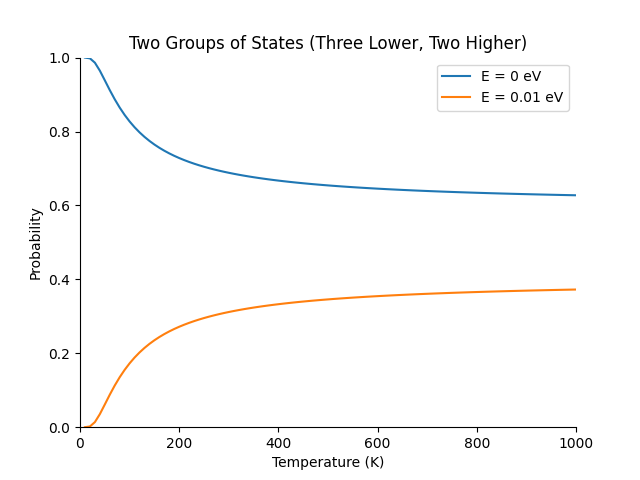 Two Groups of States (Three Lower, Two Higher)
E = 0 eV
E = 0.01 eV
Probability
1.0
0.8
0.6
0.4
0.2
0.0
0 200 400 600 800 1000
Temperature (K)